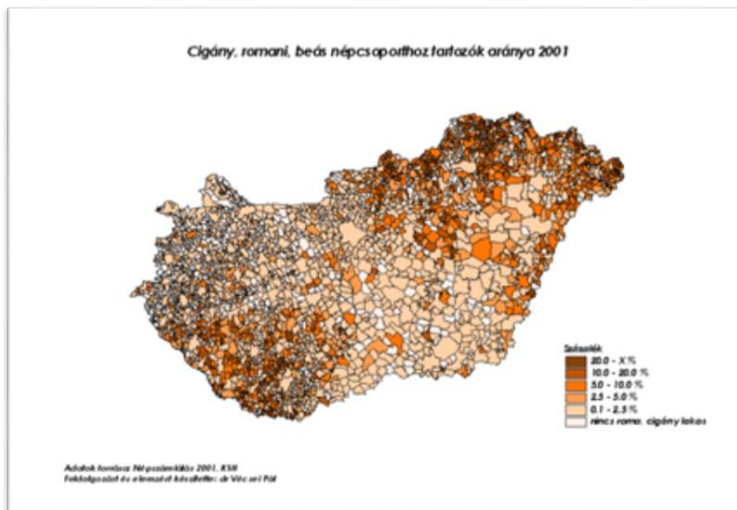 Cigány, romani, beás népcsoporthoz tartozók aránya 2001
Százalék
20.0 - X %
10.0 - 20.0 %
5.0 - 10.0 %
2.5 - 5.0 %
0.1 - 2.5 %
nincs roma, cigány lakos
Adatok forrása: Népszámlálás 2001, KSH
Feldolgozást és elemzést készítette: dr Vécsei Pál